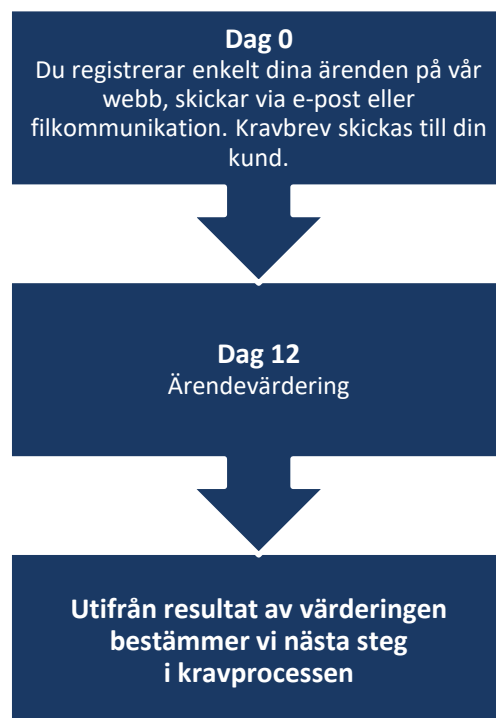 Dag 0
Du registrerar enkelt dina ärenden på vår
webb, skickar via e-post eller
filkommunikation. Kravbrev skickas till din
kund.
Dag 12
Ärendevärdering
Utifrån resultat av värderingen
bestämmer vi nästa steg
i kravprocessen